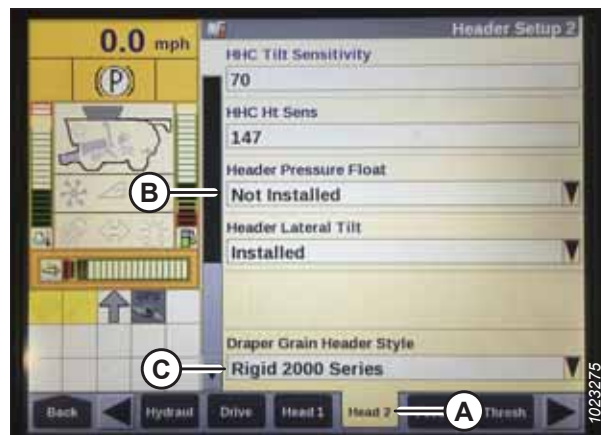 0.0 mph
Header Setup 2
(P)
HHC Tilt Sensitivity
70
HHC Ht Sens
147
Header Pressure Float
B
Not Installed
Header Lateral Tilt
Installed
Draper Grain Header Style
C
Rigid 2000 Series
Back
Hydraul
Drive
Head 1
Head 2
A
Thresh
1023275